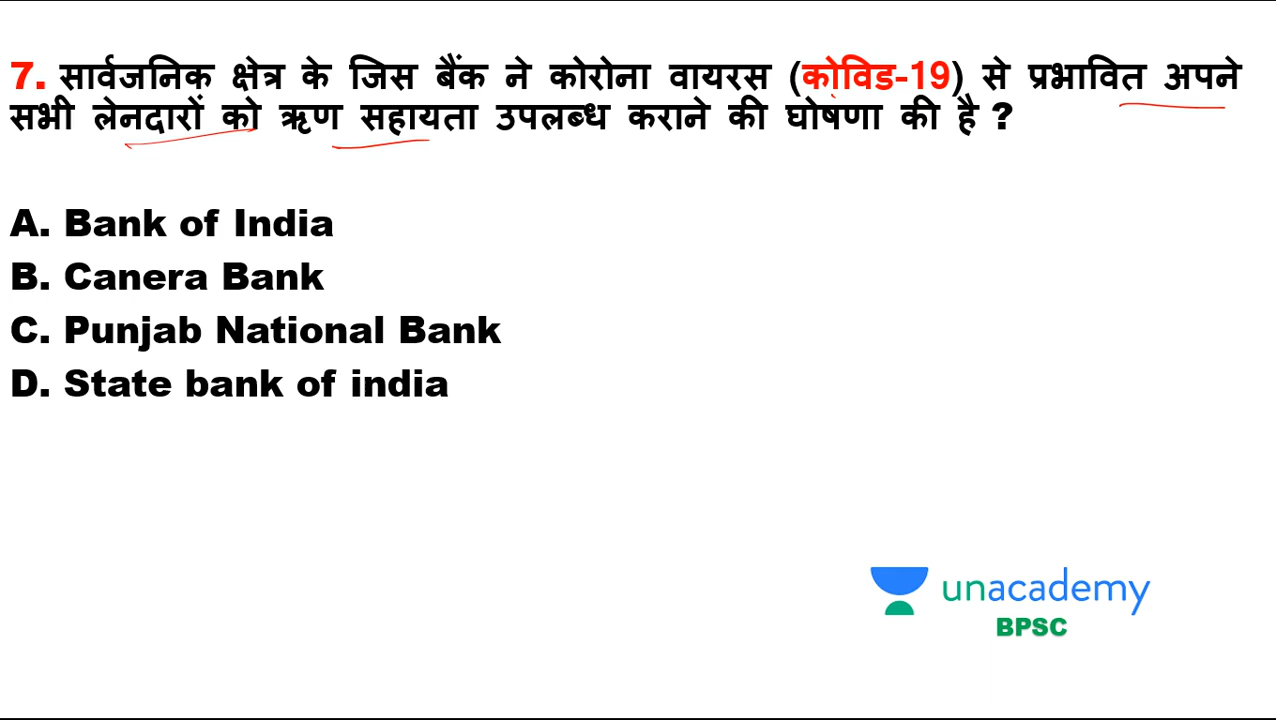 7. सार्वजनिक क्षेत्र के जिस बैंक ने कोरोना वायरस (कोविड-19) से प्रभावित अपने
सभी लेनदारों को ऋण सहायता उपलब्ध कराने की घोषणा की है ?
A. Bank of India
B. Canera Bank
C. Punjab National Bank
D. State bank of india
unacademy
BPSC